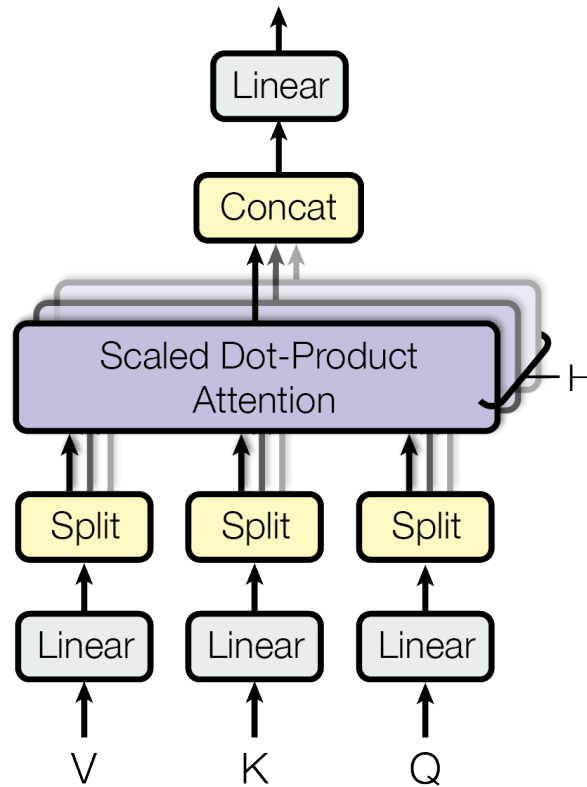 Linear
Concat
Scaled Dot-Product
Attention
H
Split Split Split
Linear Linear Linear
V K Q